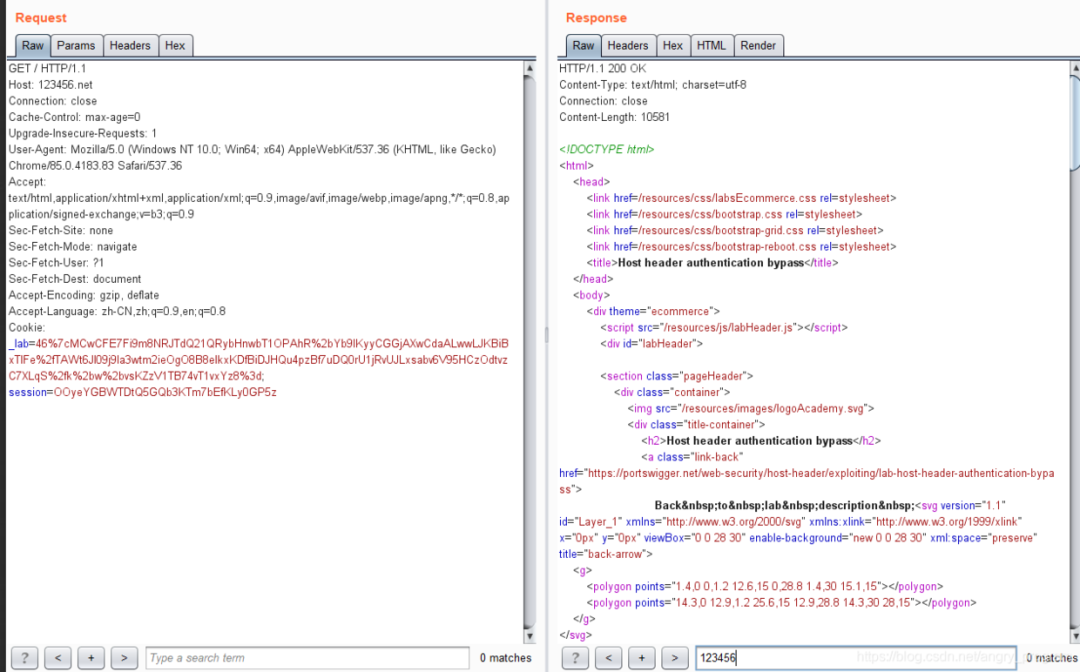 Request
Raw Params Headers Hex
GET / HTTP/1.1
Host: 123456.net
Connection: close
Cache-Control: max-age=0
Upgrade-Insecure-Requests: 1
User-Agent: Mozilla/5.0 (Windows NT 10.0; Win64; x64) AppleWebKit/537.36 (KHTML, like Gecko)
Chrome/85.0.4183.83 Safari/537.36
Accept:
text/html,application/xhtml+xml,application/xml;q=0.9,image/avif,image/webp,image/apng,*/*;q=0.8,ap
plication/signed-exchange;v=b3;q=0.9
Sec-Fetch-Site: none
Sec-Fetch-Mode: navigate
Sec-Fetch-User: ?1
Sec-Fetch-Dest: document
Accept-Encoding: gzip, deflate
Accept-Language: zh-CN,zh;q=0.9,en;q=0.8
Cookie:
_lab=46%7cMCwCFE7Fi9m8NRJTdQ21QRybHnwbT1OPAhR%2bYb9IKyyCGGjAXwCdaALwwLJKBiB
xTIFe%2fTAWt6Jl09j9la3wtm2ieOgO8B8elkxKDfBiDJHQu4pzBf7uDQ0rU1jRvUJLxsabv6V95HCzOdtvz
C7XLqS%2fk%2bw%2bvsKZzV1TB74vT1vxYz8%3d;
session=OOyeYGBWTDtQ5GQb3KTm7bEfKLy0GP5z
? < + > Type a search term 0 matches
Response
Raw Headers Hex HTML Render
HTTP/1.1 200 OK
Content-Type: text/html; charset=utf-8
Connection: close
Content-Length: 10581
<!DOCTYPE html>
<html>
<head>
<link href=/resources/css/labsEcommerce.css rel=stylesheet>
<link href=/resources/css/bootstrap.css rel=stylesheet>
<link href=/resources/css/bootstrap-grid.css rel=stylesheet>
<link href=/resources/css/bootstrap-reboot.css rel=stylesheet>
<title>Host header authentication bypass</title>
</head>
<body>
<div theme="ecommerce">
<script src="/resources/js/labHeader.js"></script>
<div id="labHeader">
<section class="pageHeader">
<div class="container">
<img src="/resources/images/logoAcademy.svg">
<div class="title-container">
<h2>Host header authentication bypass</h2>
<a class="link-back"
href="https://portswigger.net/web-security/host-header/exploiting/lab-host-header-authentication-bypa
ss">
Back&nbsp;to&nbsp;lab&nbsp;description&nbsp;<svg version="1.1"
id="Layer_1" xmlns="http://www.w3.org/2000/svg" xmlns:xlink="http://www.w3.org/1999/xlink"
x="0px" y="0px" viewBox="0 0 28 30" enable-background="new 0 0 28 30" xml:space="preserve"
title="back-arrow">
<g>
<polygon points="1.4,0 0,1.2 12.6,15 0,28.8 1.4,30 15.1,15"></polygon>
<polygon points="14.3,0 12.9,1.2 25.6,15 12.9,28.8 14.3,30 28,15"></polygon>
</g>
</svg>
? < + > 123456 0 matches